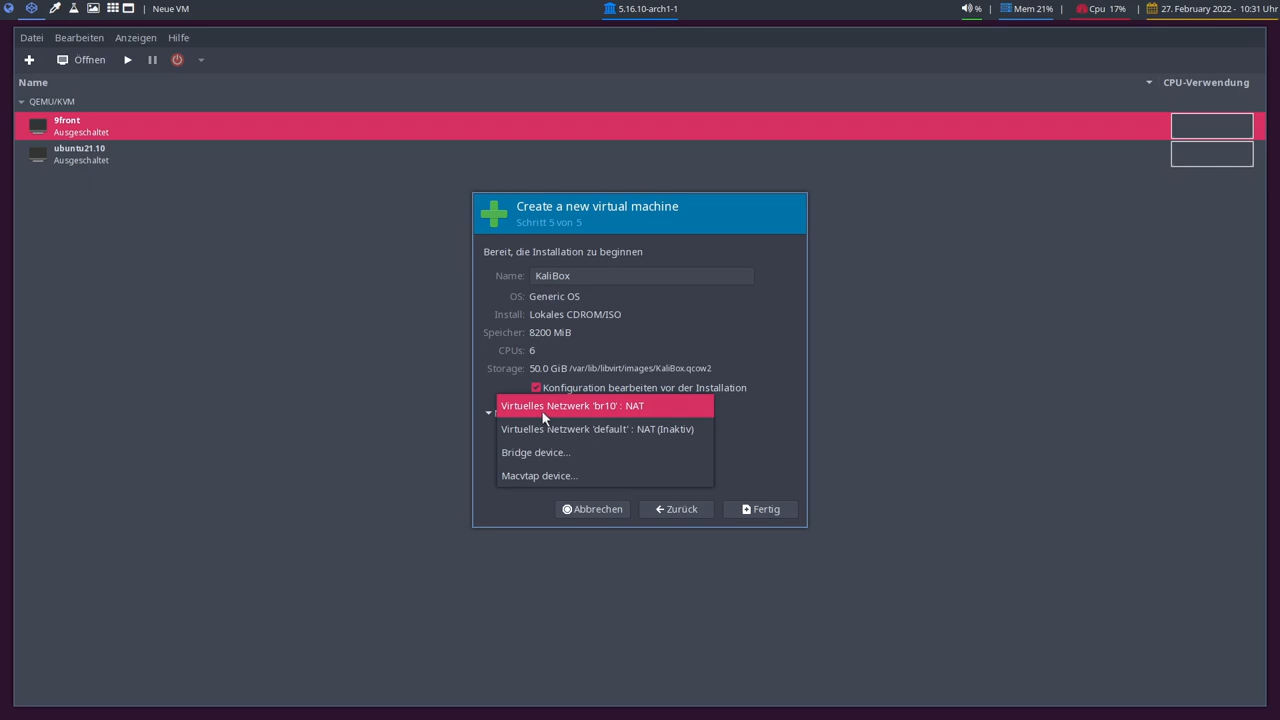 Neue VM
5.16.10-arch1-1
% Mem 21% | Cpu 17% | 27. February 2022 - 10:31 Uhr
Datei Bearbeiten Anzeigen Hilfe
Öffnen
Name CPU-Verwendung
QEMU/KVM
9front
Ausgeschaltet
ubuntu21.10
Ausgeschaltet
Create a new virtual machine
Schritt 5 von 5
Bereit, die Installation zu beginnen
Name: KaliBox
OS: Generic OS
Install: Lokales CDROM/ISO
Speicher: 8200 MiB
CPUs: 6
Storage: 50.0 GiB /var/lib/libvirt/images/KaliBox.qcow2
Konfiguration bearbeiten vor der Installation
Virtuelles Netzwerk 'br10' : NAT
Virtuelles Netzwerk 'default' : NAT (Inaktiv)
Bridge device...
Macvtap device...
Abbrechen Zurück Fertig